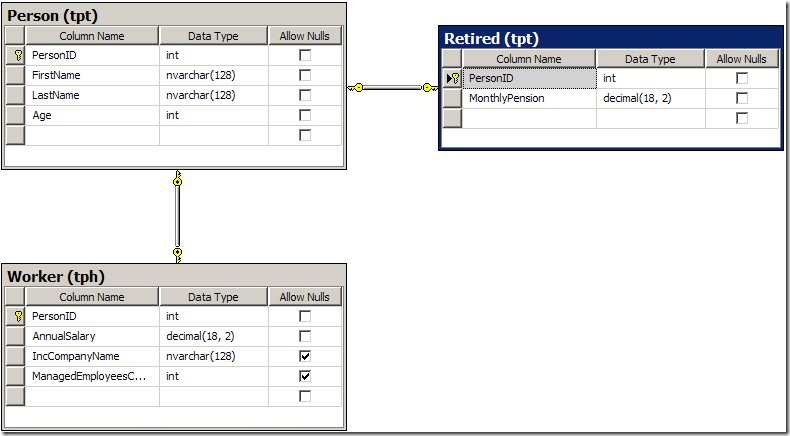 Person (tpt)
Column Name Data Type Allow Nulls
PersonID int
FirstName nvarchar(128)
LastName nvarchar(128)
Age int
Retired (tpt)
Column Name Data Type Allow Nulls
PersonID int
MonthlyPension decimal(18, 2)
Worker (tph)
Column Name Data Type Allow Nulls
PersonID int
AnnualSalary decimal(18, 2)
IncCompanyName nvarchar(128)
ManagedEmployeesC... int